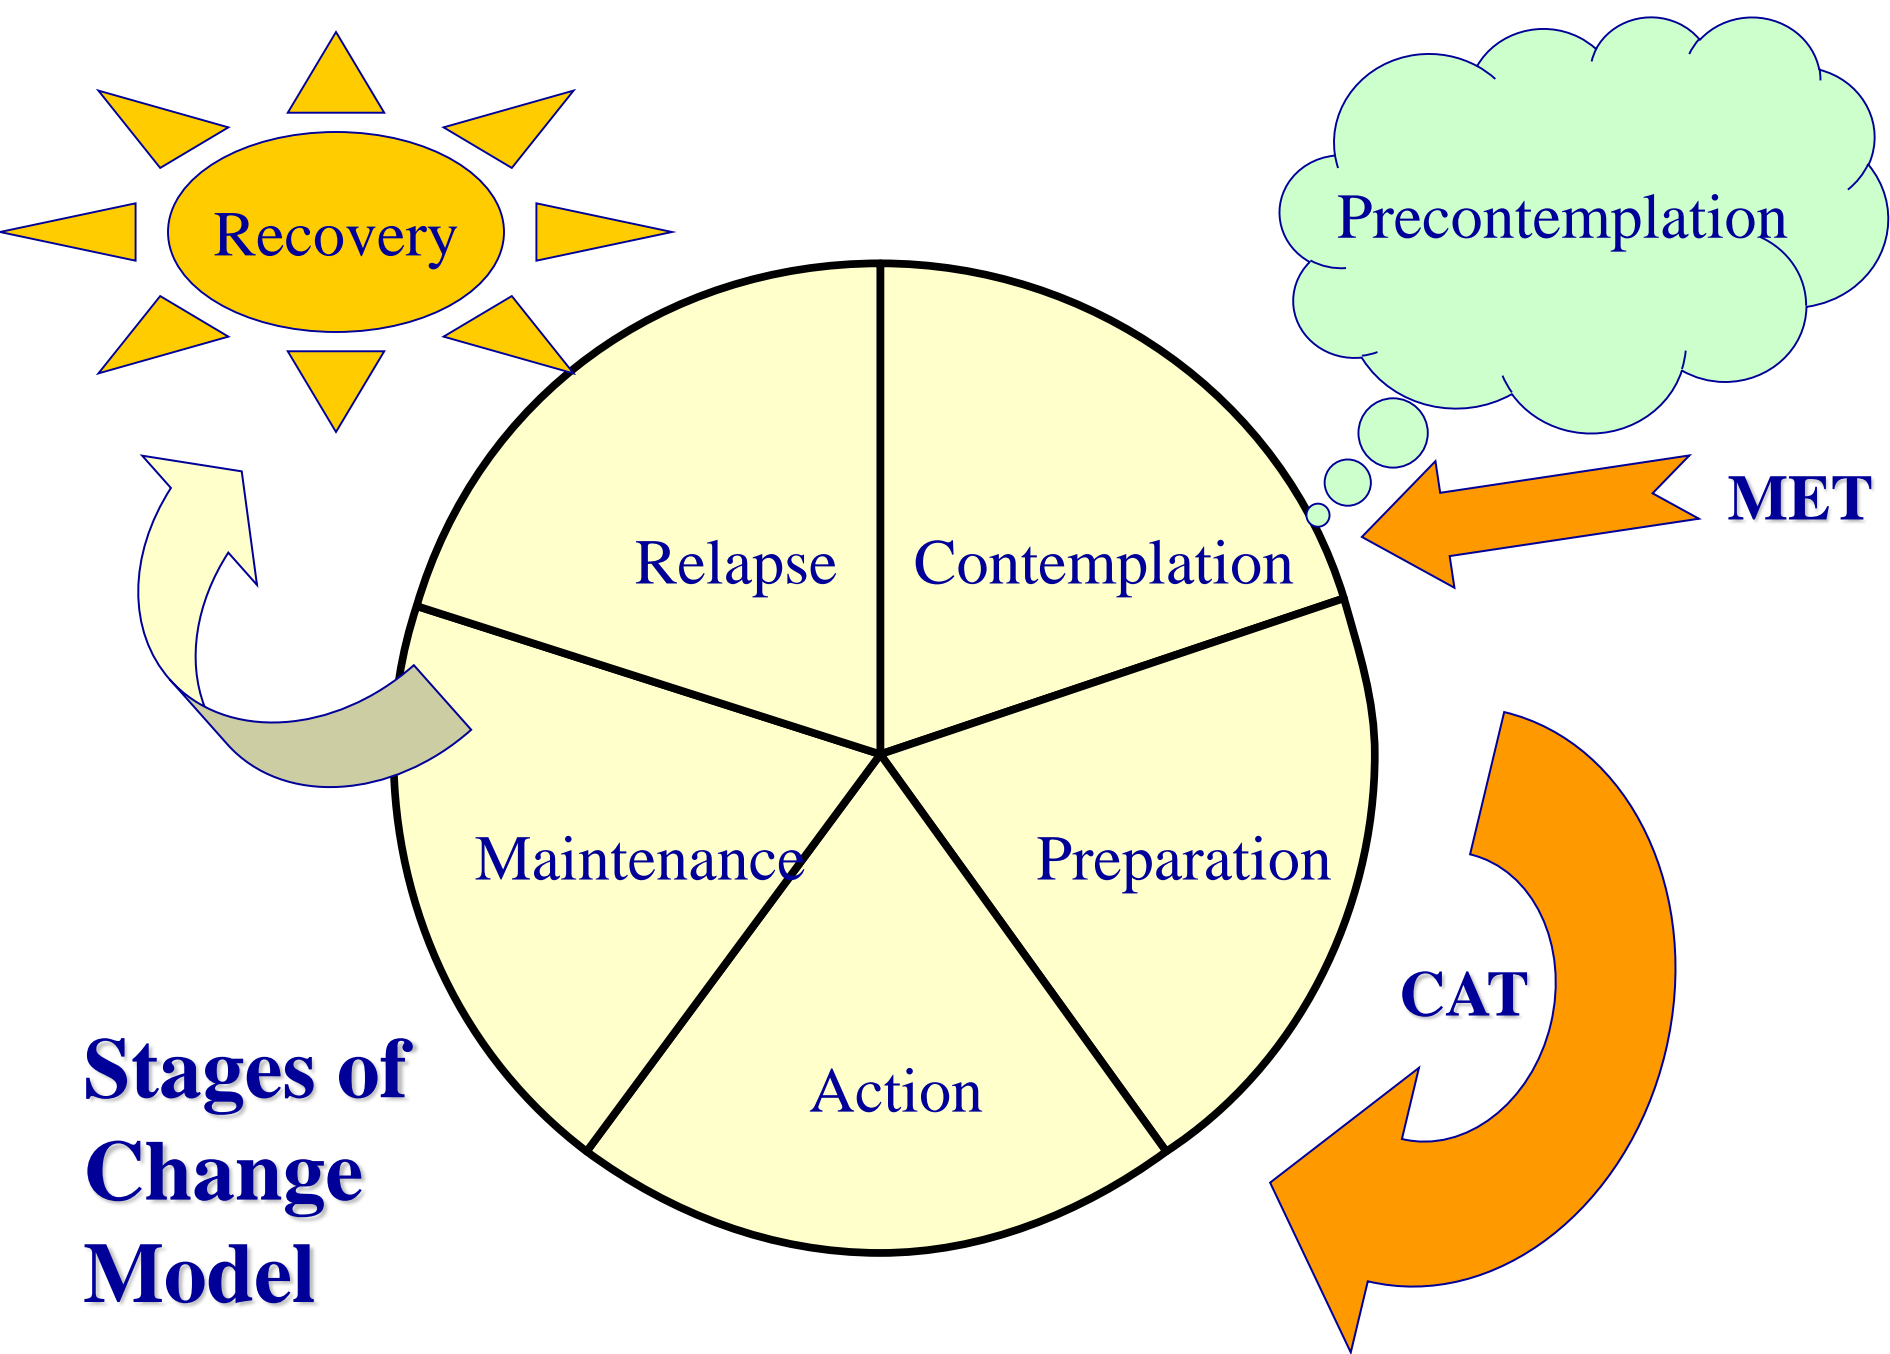 Recovery
Precontemplation
MET
Relapse
Contemplation
Maintenance
Preparation
CAT
Action
Stages of
Change
Model